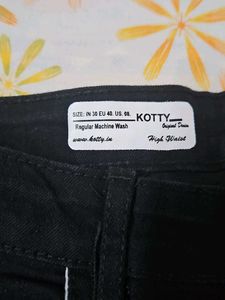 SIZE: IN 30 EU 40. US. 08.
KOTTY
Regular Machine Wash
Original Denim
www.kotty.in
High Waist